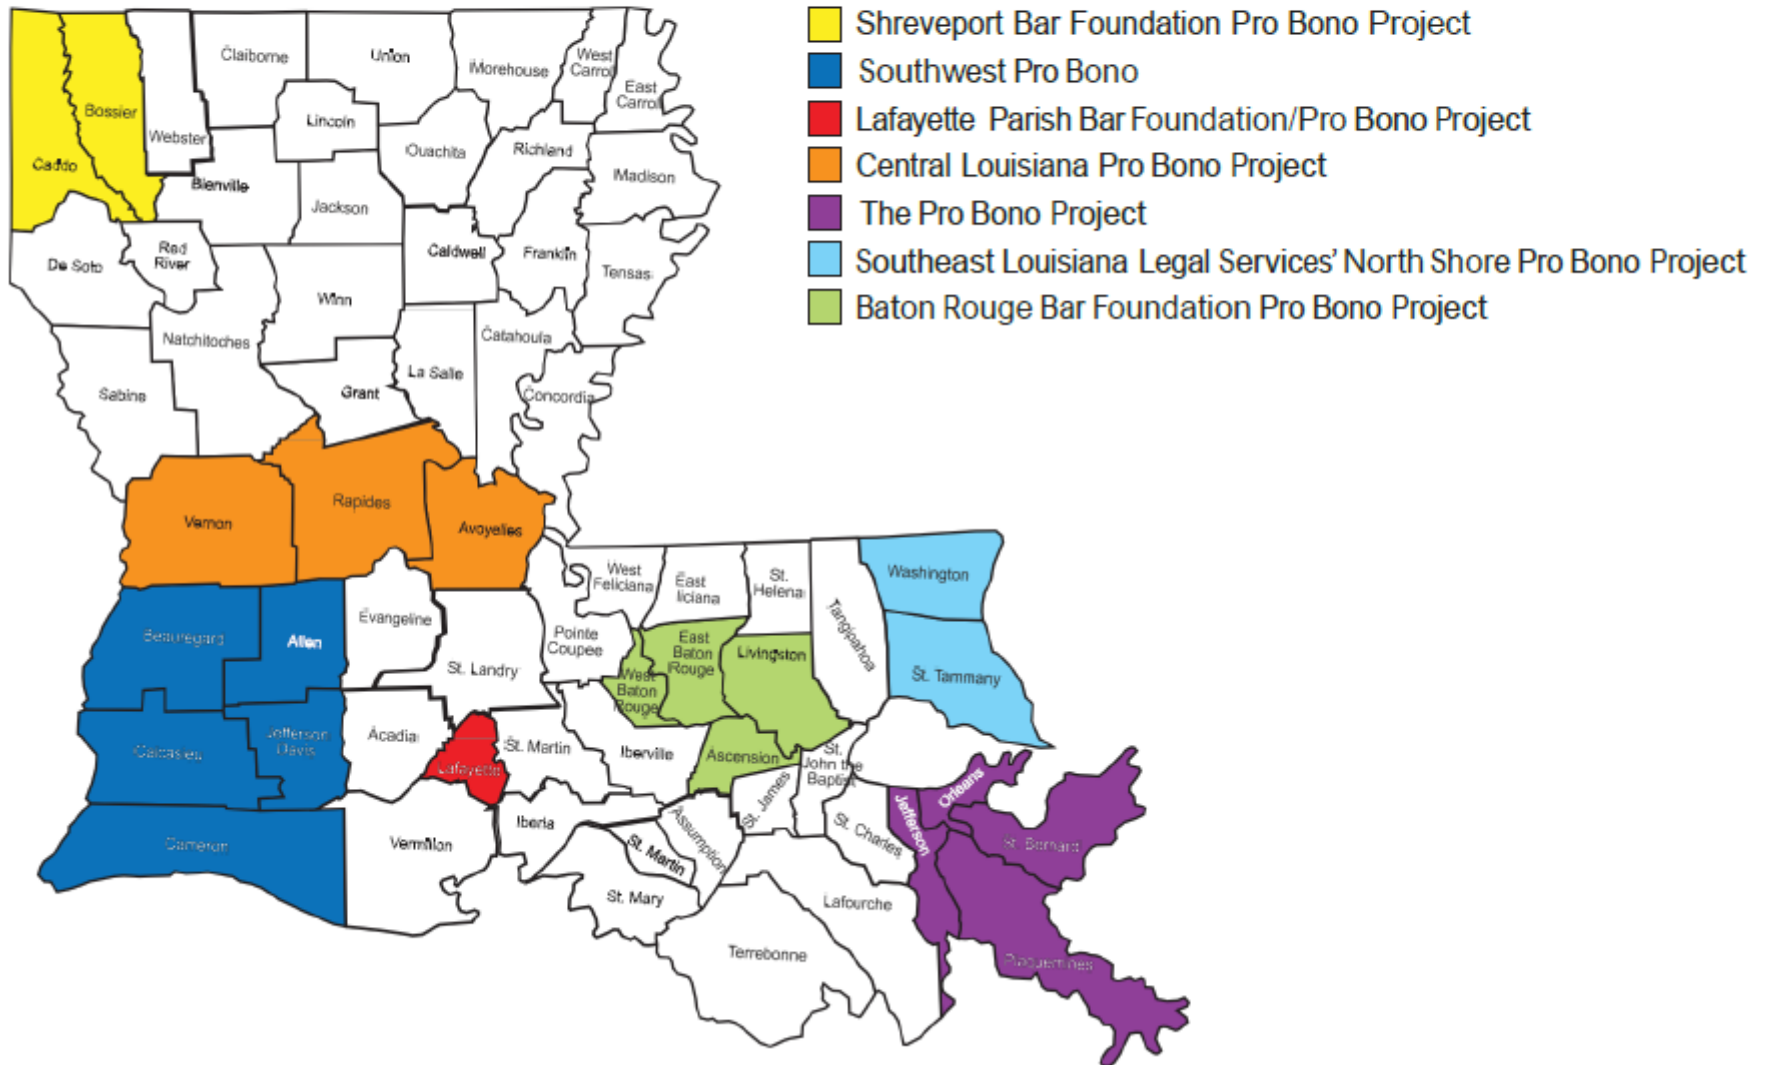 Shreveport Bar Foundation Pro Bono Project
Southwest Pro Bono
Lafayette Parish Bar Foundation/Pro Bono Project
Central Louisiana Pro Bono Project
The Pro Bono Project
Southeast Louisiana Legal Services' North Shore Pro Bono Project
Baton Rouge Bar Foundation Pro Bono Project
Caddo
Bossier
Webster
Claiborne
Union
Morehouse
West
Carrol
East
Carrol
Lincoln
Ouachita
Richland
Madison
Bienville
Jackson
De Soto
Red
River
Caldwell
Franklin
Tensas
Winn
Natchitoches
Catahoula
La Salle
Sabine
Grant
Concordia
Vernon
Rapides
Avoyelles
West
Feliciana
East
liciana
St.
Helena
Tangipahoa
Washington
Beauregard
Allen
Evangeline
Pointe
Coupee
East
Baton
Rouge
Livingston
St. Landry
West
Baton
Rouge
St. Tammany
Calcasieu
Jefferson
Davis
Acadia
Lafayette
St. Martin
Iberville
Ascension
St.
John the
Baptist
St. James
Orleans
Jefferson
Cameron
Vermilion
Iberia
St. Martin
Assumption
St. Charles
St. Bernard
St. Mary
Lafourche
Terrebonne
Plaquemines